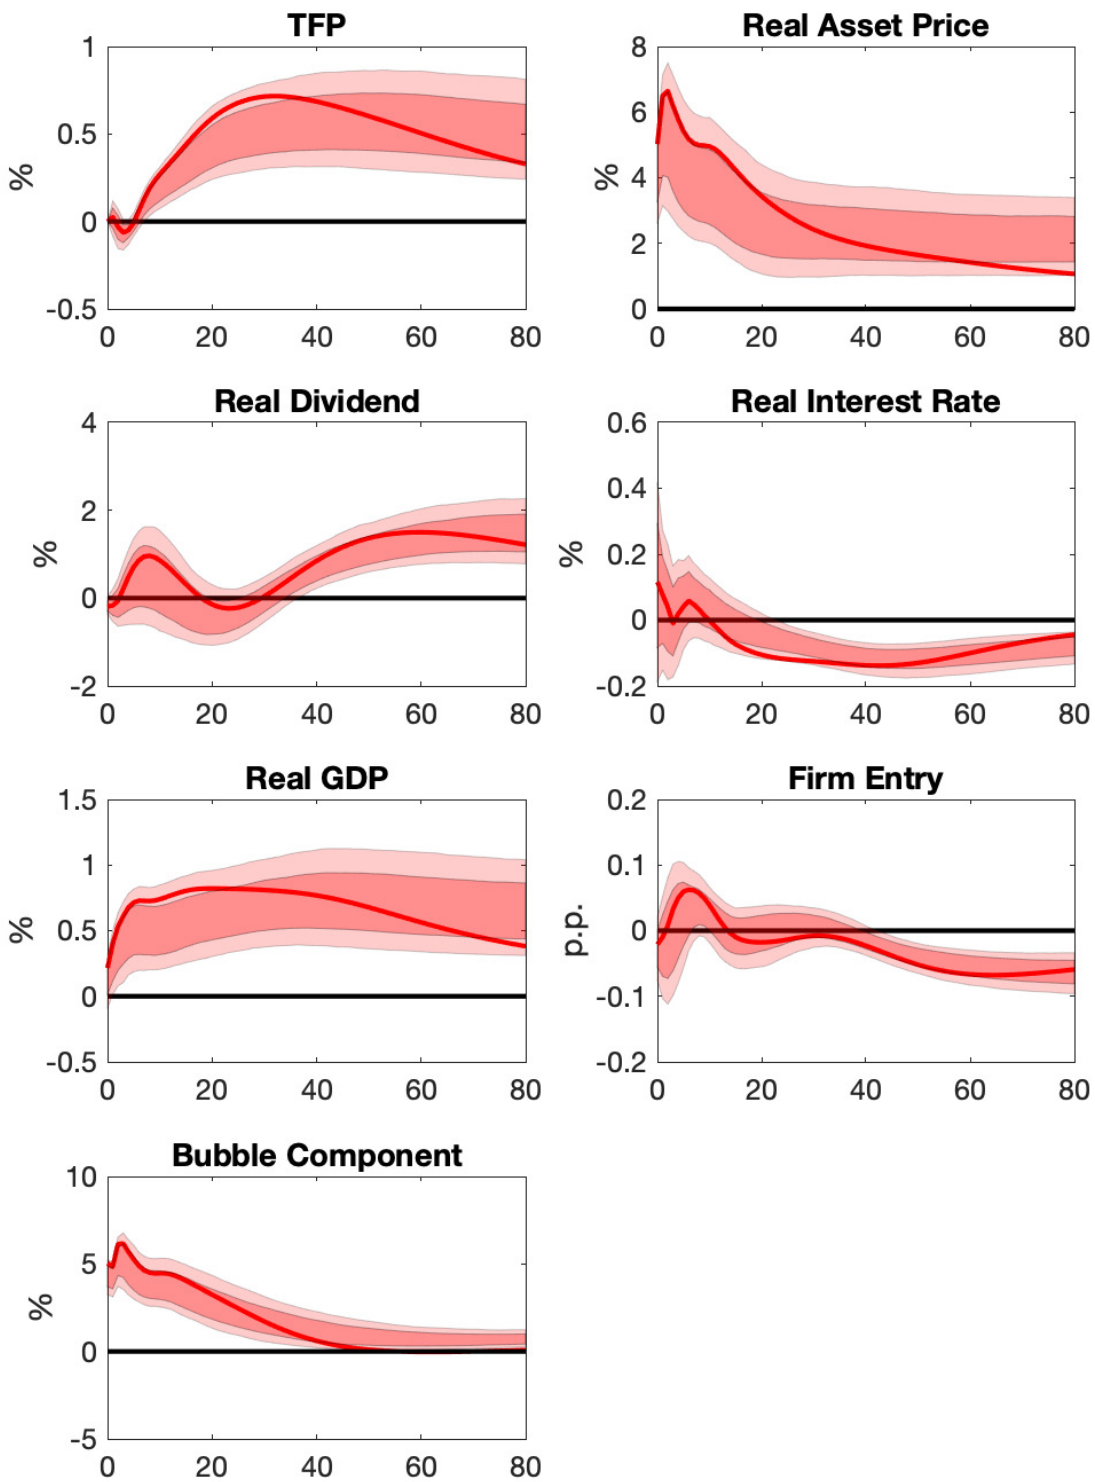 TFP
1
0.5
0
-0.5
%
0 20 40 60 80
Real Asset Price
8
6
4
2
0
%
0 20 40 60 80
Real Dividend
4
2
0
-2
%
0 20 40 60 80
Real Interest Rate
0.6
0.4
0.2
0
-0.2
%
0 20 40 60 80
Real GDP
1.5
1
0.5
0
-0.5
%
0 20 40 60 80
Firm Entry
0.2
0.1
0
-0.1
-0.2
p.p.
0 20 40 60 80
Bubble Component
10
5
0
-5
%
0 20 40 60 80